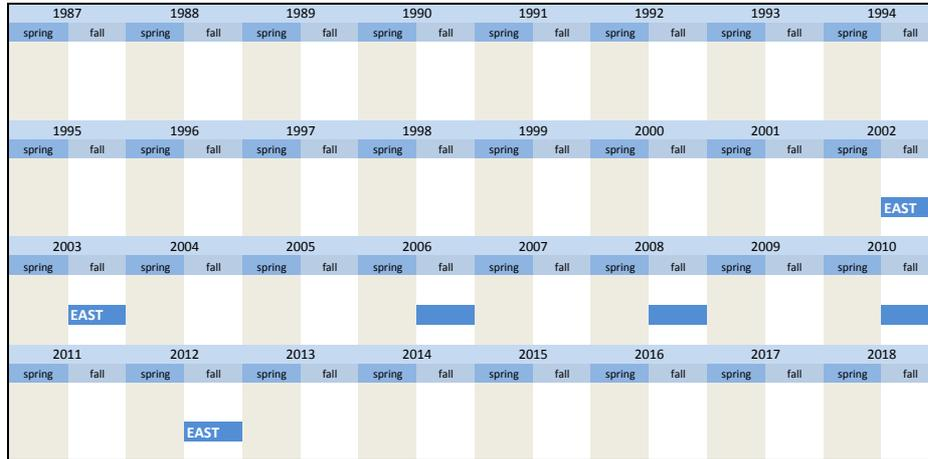 1987 1988 1989 1990 1991 1992 1993 1994
spring fall spring fall spring fall spring fall spring fall spring fall spring fall spring fall
1995 1996 1997 1998 1999 2000 2001 2002
spring fall spring fall spring fall spring fall spring fall spring fall spring fall spring fall
EAST
2003 2004 2005 2006 2007 2008 2009 2010
spring fall spring fall spring fall spring fall spring fall spring fall spring fall spring fall
EAST
2011 2012 2013 2014 2015 2016 2017 2018
spring fall spring fall spring fall spring fall spring fall spring fall spring fall spring fall
EAST